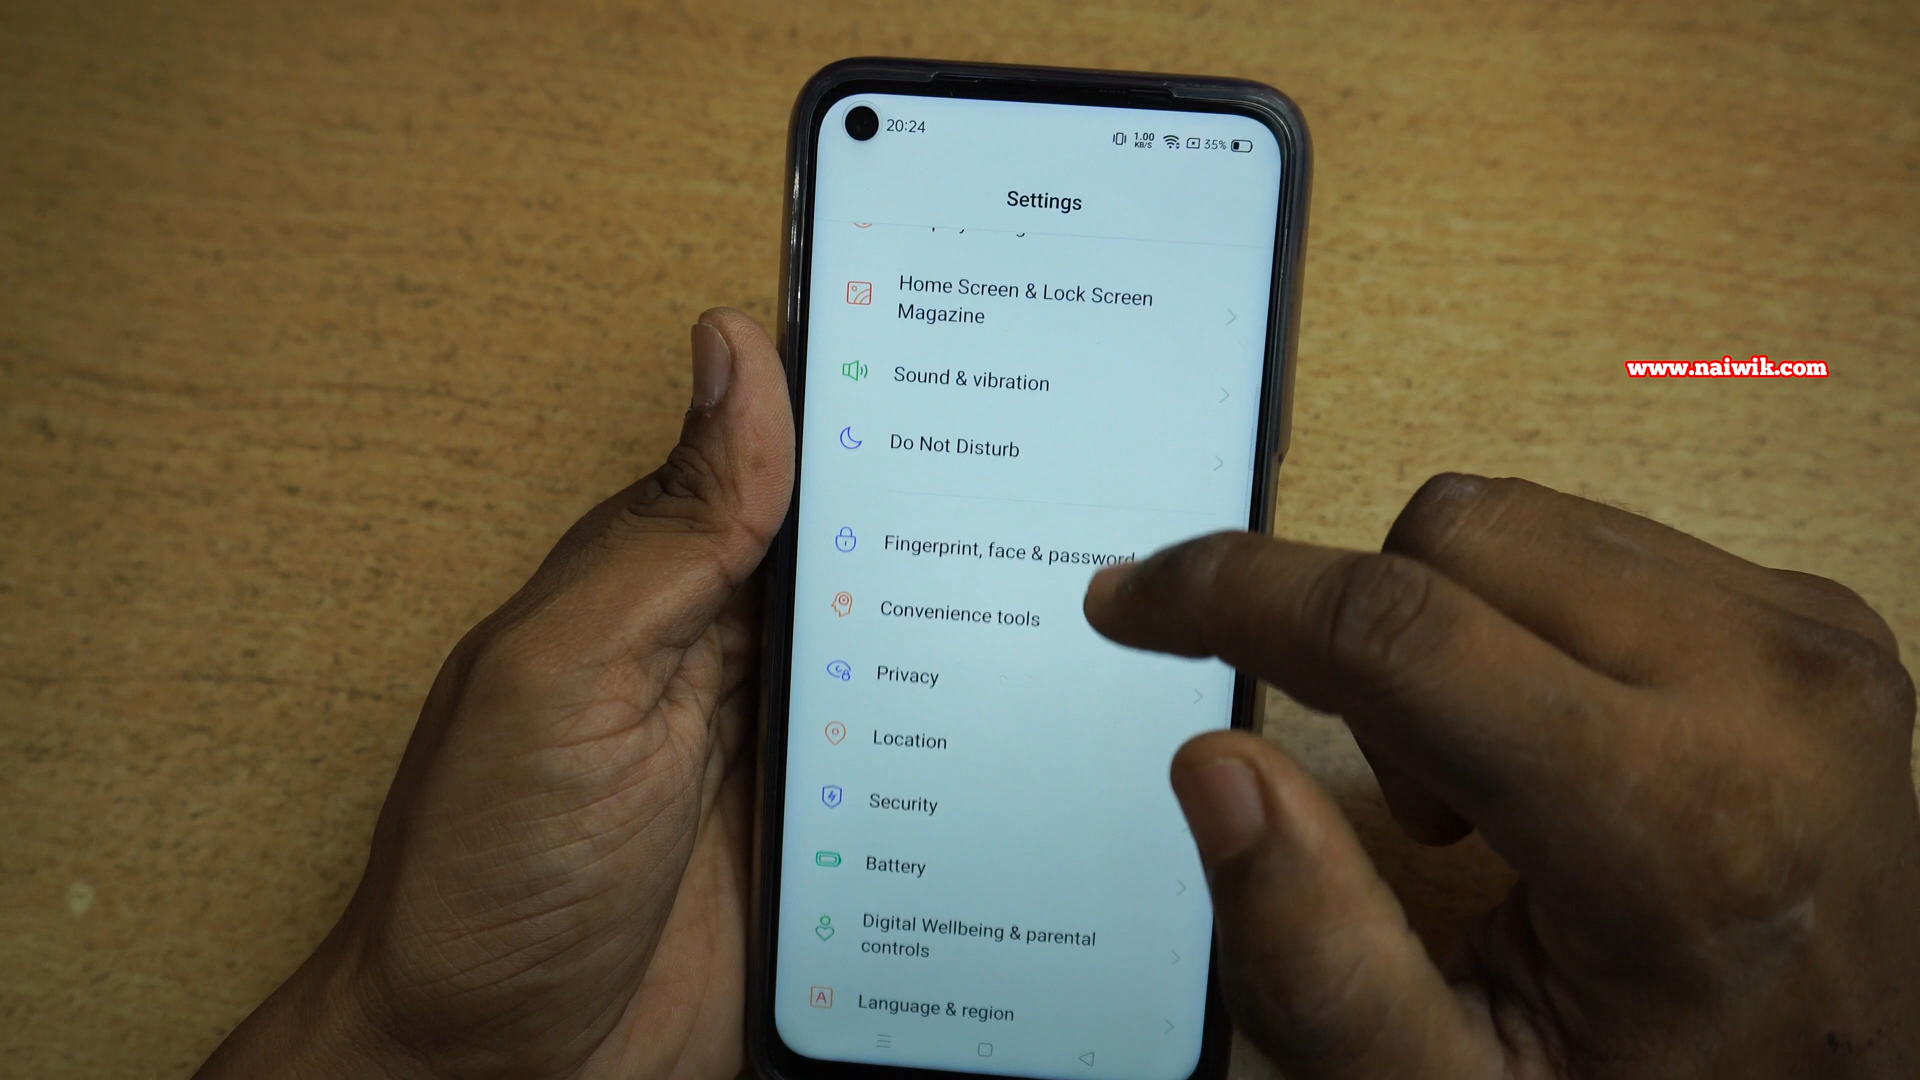 20:24
1.00
KB/S
35%
Settings
Home Screen & Lock Screen
Magazine
Sound & vibration
Do Not Disturb
Fingerprint, face & password
Convenience tools
Privacy
Location
Security
Battery
Digital Wellbeing & parental
controls
A
Language & region
www.naiwik.com